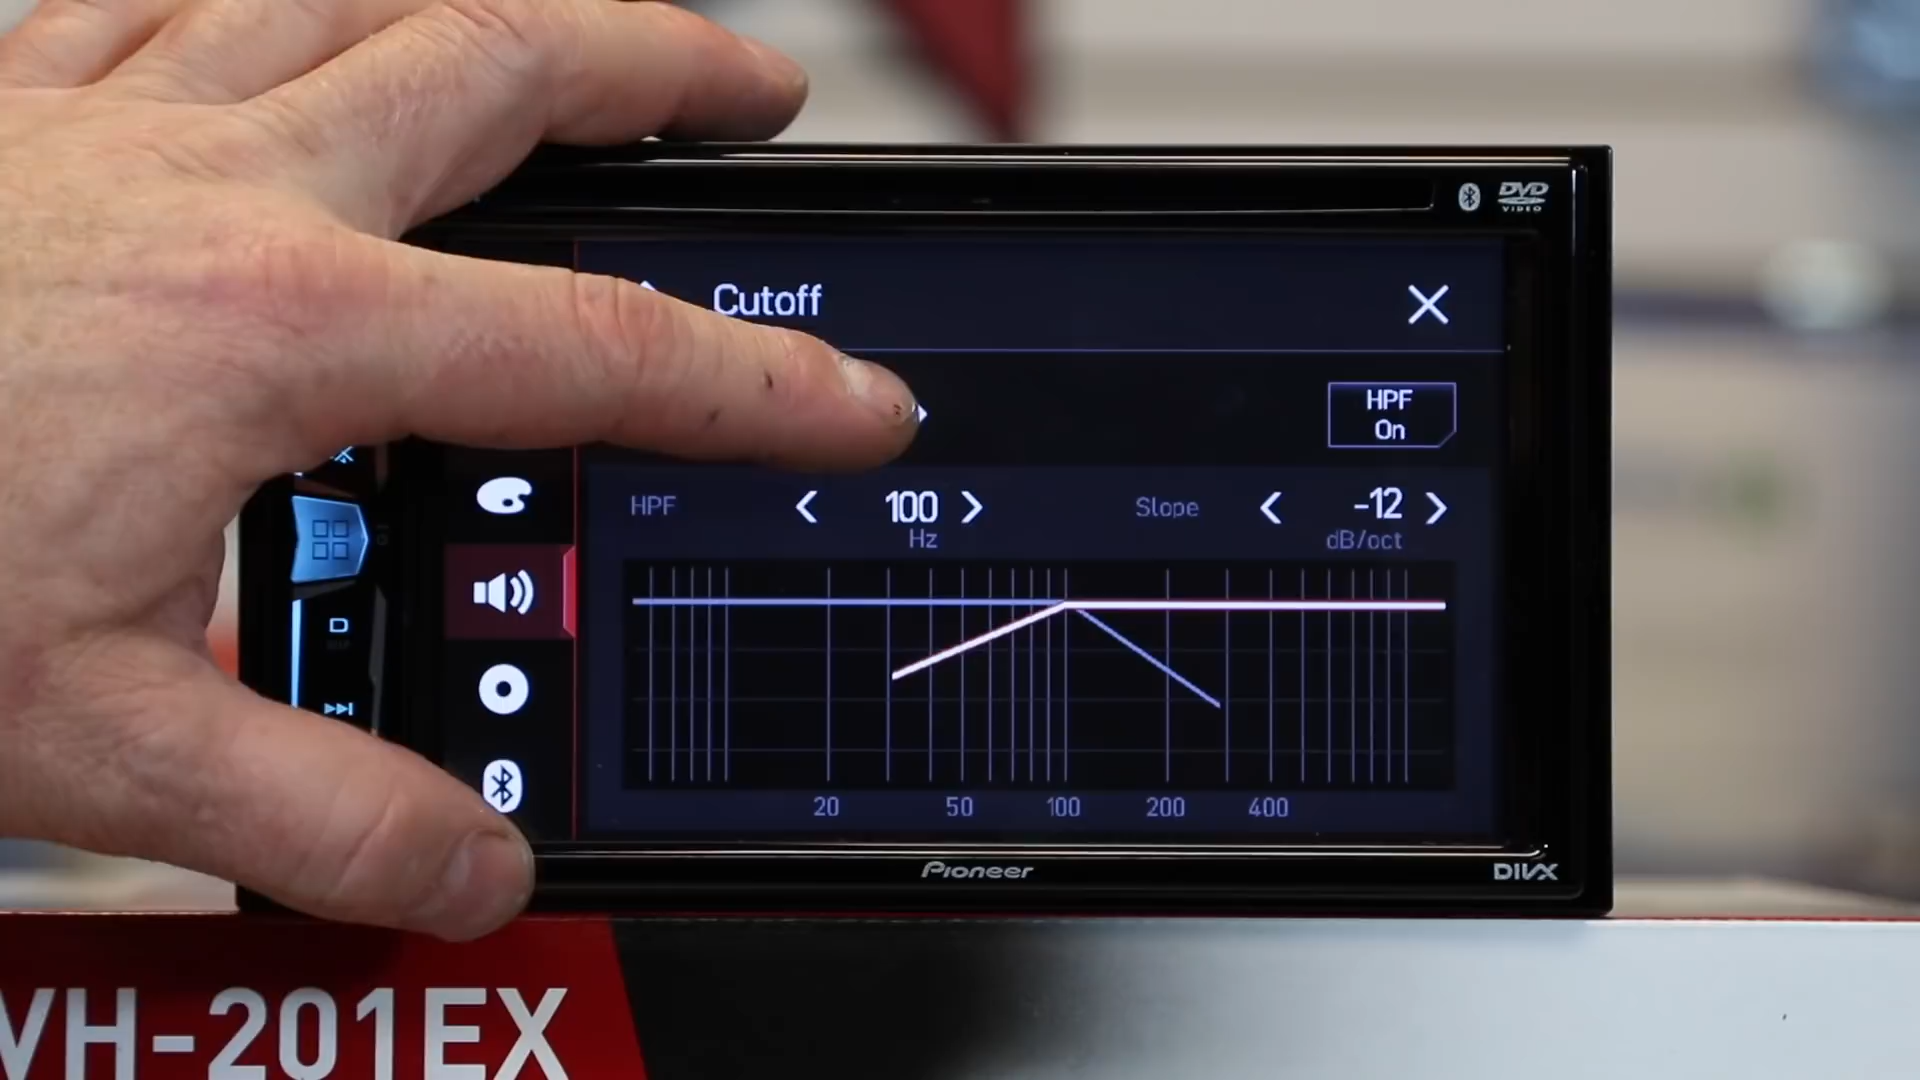 DVD
VIDEO
Cutoff
HPF
On
HPF
100
Hz
Slope
-12
dB/oct
20
50
100
200
400
Pioneer
DIVX
VH-201EX